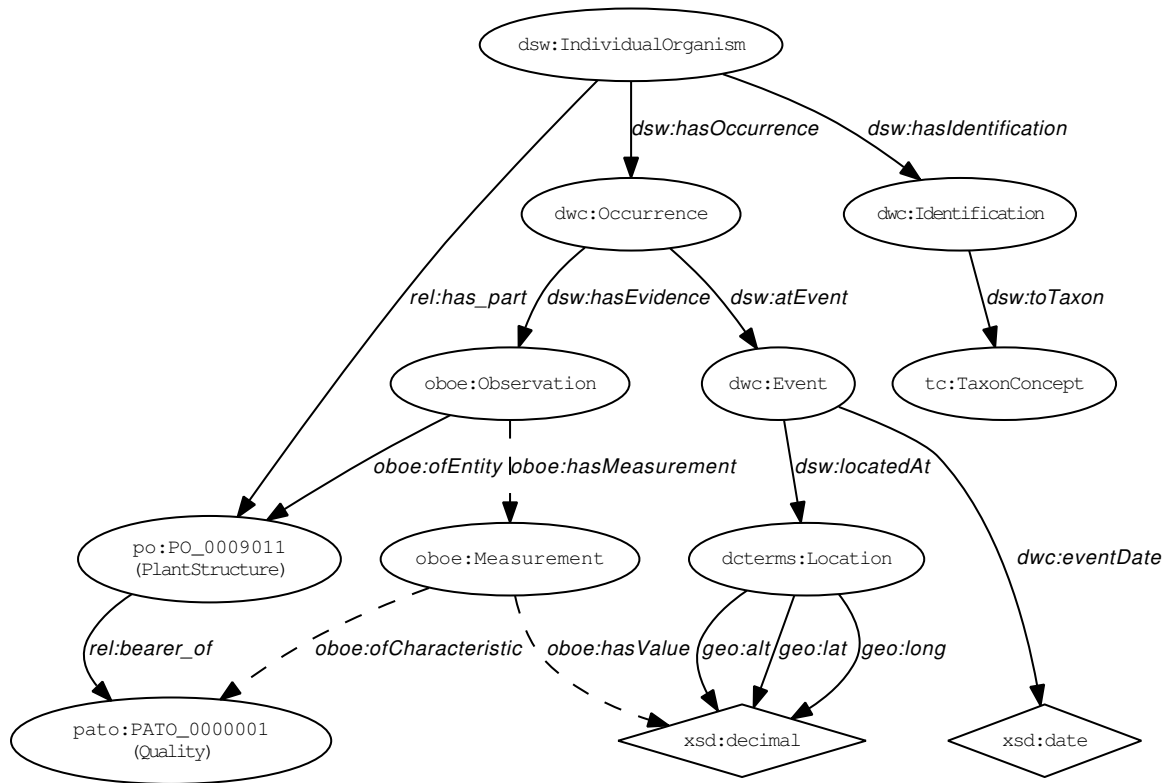 dsw:IndividualOrganism
dsw:hasOccurrence
dsw:hasIdentification
dwc:Occurrence
dwc:Identification
rel:has_part
dsw:hasEvidence
dsw:atEvent
dsw:toTaxon
oboe:Observation
dwc:Event
tc:TaxonConcept
oboe:ofEntity
oboe:hasMeasurement
dsw:locatedAt
po:PO_0009011
(PlantStructure)
oboe:Measurement
dcterms:Location
dwc:eventDate
rel:bearer_of
oboe:ofCharacteristic
oboe:hasValue
geo:alt
geo:lat
geo:long
pato:PATO_0000001
(Quality)
xsd:decimal
xsd:date